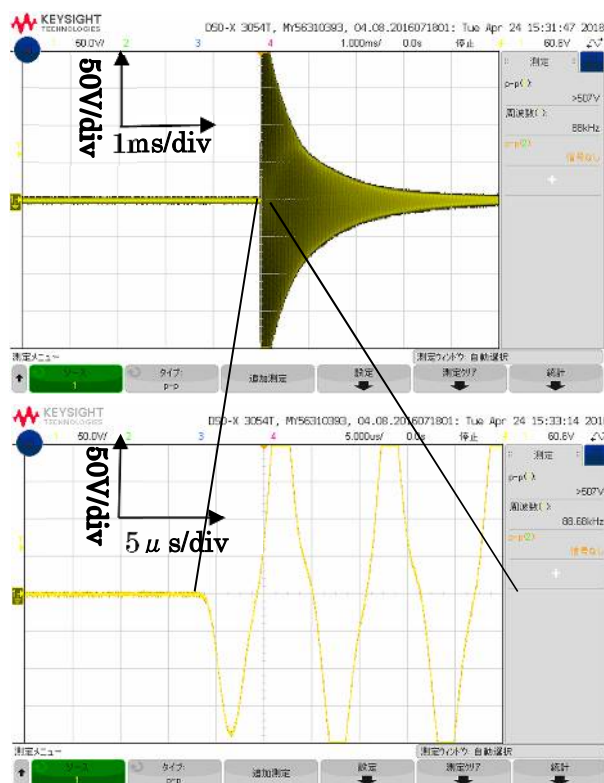 KEYSIGHT
TECHNOLOGIES
DSO-X 3054T, MY56310393, 04.08.2016071801: Tue Apr 24 15:31:47 2018
1 50.0V/ 2 3 4 1.000ms/ 0.0s 停止 60.8V
50V/div
1ms/div
測定
p-p( ):
>507V
周波数( ):
88kHz
p-p(2):
信号なし
測定メニュー
測定ウィンドウ: 自動選択
ソース
1
タイプ:
p-p
追加測定
設定
測定クリア
統計
KEYSIGHT
TECHNOLOGIES
DSO-X 3054T, MY56310393, 04.08.2016071801: Tue Apr 24 15:33:14 2018
1 50.0V/ 2 3 4 5.000us/ 0.0s 停止 60.8V
50V/div
5μs/div
測定
p-p( ):
>507V
周波数( ):
88.68kHz
p-p(2):
信号なし
測定メニュー
測定ウィンドウ: 自動選択
ソース
1
タイプ:
p-p
追加測定
設定
測定クリア
統計